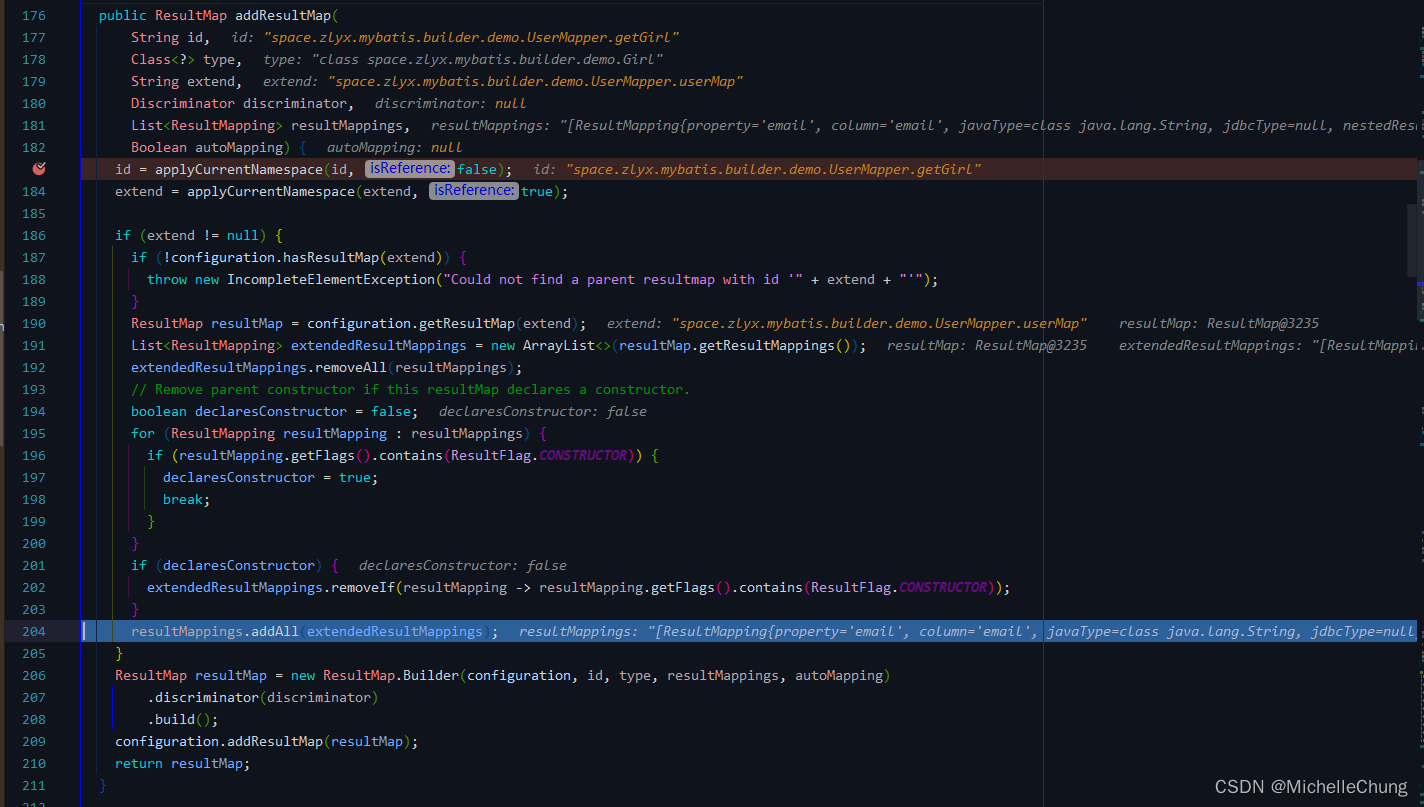 176 public ResultMap addResultMap(
177 String id, id: "space.zlyx.mybatis.builder.demo.UserMapper.getGirl"
178 Class<?> type, type: "class space.zlyx.mybatis.builder.demo.Girl"
179 String extend, extend: "space.zlyx.mybatis.builder.demo.UserMapper.userMap"
180 Discriminator discriminator, discriminator: null
181 List<ResultMapping> resultMappings, resultMappings: "[ResultMapping{property='email', column='email', javaType=class java.lang.String, jdbcType=null, nestedRes
182 Boolean autoMapping) { autoMapping: null
id = applyCurrentNamespace(id, isReference: false); id: "space.zlyx.mybatis.builder.demo.UserMapper.getGirl"
184 extend = applyCurrentNamespace(extend, isReference: true);
185
186 if (extend != null) {
187 if (!configuration.hasResultMap(extend)) {
188 throw new IncompleteElementException("Could not find a parent resultmap with id '" + extend + "'");
189 }
190 ResultMap resultMap = configuration.getResultMap(extend); extend: "space.zlyx.mybatis.builder.demo.UserMapper.userMap" resultMap: ResultMap@3235
191 List<ResultMapping> extendedResultMappings = new ArrayList<>(resultMap.getResultMappings()); resultMap: ResultMap@3235 extendedResultMappings: "[ResultMappi
192 extendedResultMappings.removeAll(resultMappings);
193 // Remove parent constructor if this resultMap declares a constructor.
194 boolean declaresConstructor = false; declaresConstructor: false
195 for (ResultMapping resultMapping : resultMappings) {
196 if (resultMapping.getFlags().contains(ResultFlag.CONSTRUCTOR)) {
197 declaresConstructor = true;
198 break;
199 }
200 }
201 if (declaresConstructor) { declaresConstructor: false
202 extendedResultMappings.removeIf(resultMapping -> resultMapping.getFlags().contains(ResultFlag.CONSTRUCTOR));
203 }
204 resultMappings.addAll(extendedResultMappings); resultMappings: "[ResultMapping{property='email', column='email', javaType=class java.lang.String, jdbcType=null
205 }
206 ResultMap resultMap = new ResultMap.Builder(configuration, id, type, resultMappings, autoMapping)
207 .discriminator(discriminator)
208 .build();
209 configuration.addResultMap(resultMap);
210 return resultMap;
211 }
CSDN @MichelleChung